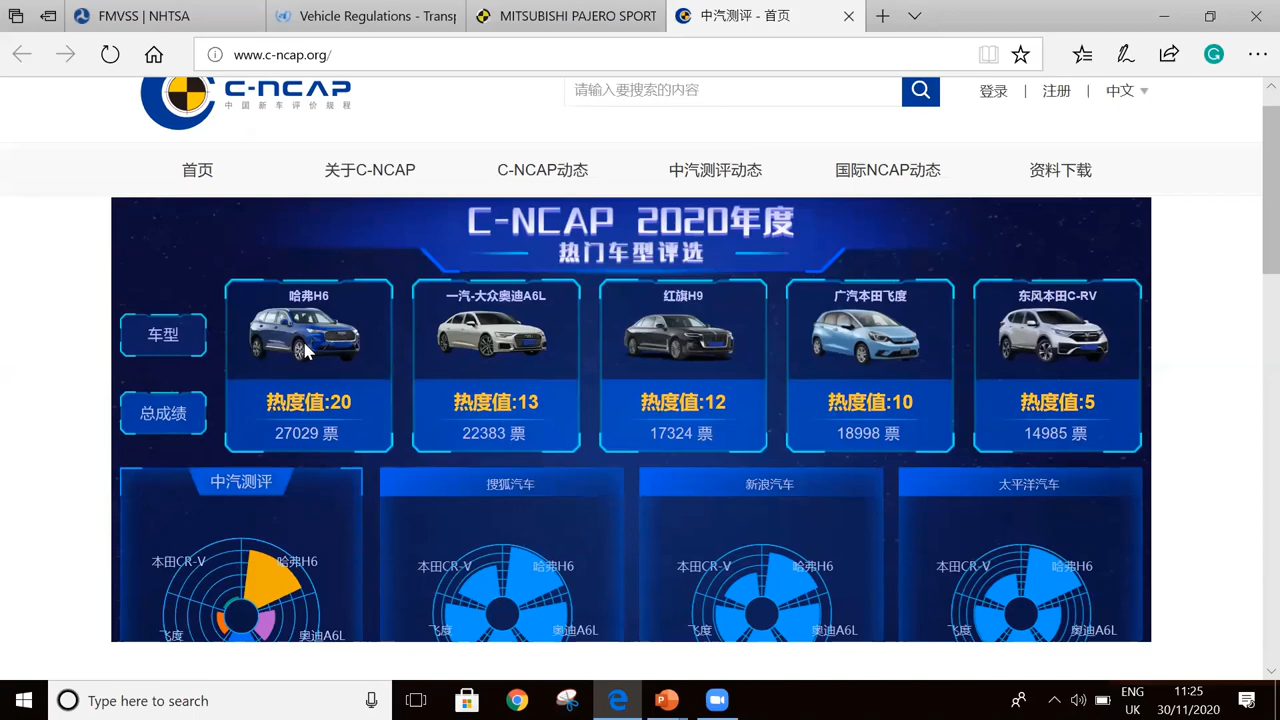 FMVSS | NHTSA
Vehicle Regulations - Transp
MITSUBISHI PAJERO SPORT
中汽测评 - 首页
www.c-ncap.org/
C-NCAP
中国新车评价规程
请输入要搜索的内容
登录 | 注册 | 中文
首页 关于C-NCAP C-NCAP动态 中汽测评动态 国际NCAP动态 资料下载
C-NCAP 2020年度
热门车型评选
车型
总成绩
哈弗H6
热度值:20
27029 票
一汽-大众奥迪A6L
热度值:13
22383 票
红旗H9
热度值:12
17324 票
广汽本田飞度
热度值:10
18998 票
东风本田C-RV
热度值:5
14985 票
中汽测评
本田CR-V
哈弗H6
飞度
奥迪A6L
搜狐汽车
本田CR-V
哈弗H6
飞度
奥迪A6L
新浪汽车
本田CR-V
哈弗H6
飞度
奥迪A6L
太平洋汽车
本田CR-V
哈弗H6
飞度
奥迪A6L
Type here to search
ENG
UK
11:25
30/11/2020